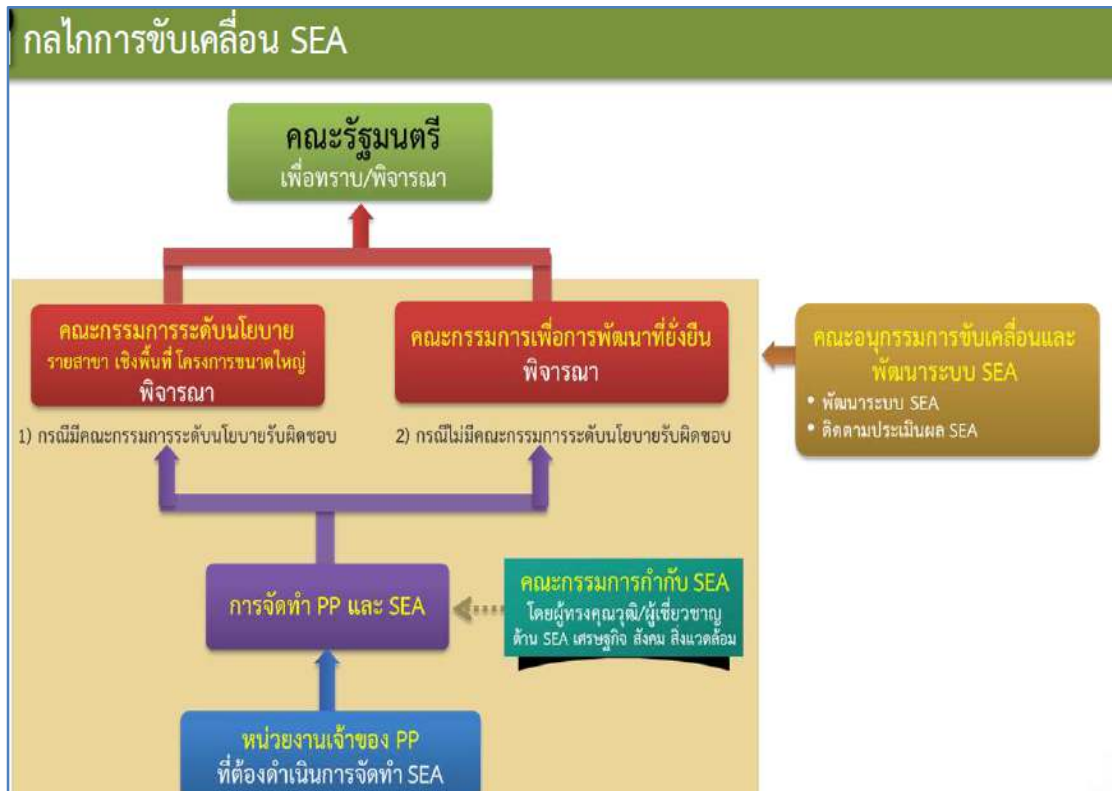 กลไกการขับเคลื่อน SEA
คณะรัฐมนตรี
เพื่อทราบ/พิจารณา
คณะกรรมการระดับนโยบาย
รายสาขา เชิงพื้นที่ โครงการขนาดใหญ่
พิจารณา
คณะกรรมการเพื่อการพัฒนาที่ยั่งยืน
พิจารณา
คณะอนุกรรมการขับเคลื่อนและ
พัฒนาระบบ SEA
• พัฒนาระบบ SEA
• ติดตามประเมินผล SEA
1) กรณีมีคณะกรรมการระดับนโยบายรับผิดชอบ
2) กรณีไม่มีคณะกรรมการระดับนโยบายรับผิดชอบ
การจัดทำ PP และ SEA
คณะกรรมการกำกับ SEA
โดยผู้ทรงคุณวุฒิ/ผู้เชี่ยวชาญ
ด้าน SEA เศรษฐกิจ สังคม สิ่งแวดล้อม
หน่วยงานเจ้าของ PP
ที่ต้องดำเนินการจัดทำ SEA